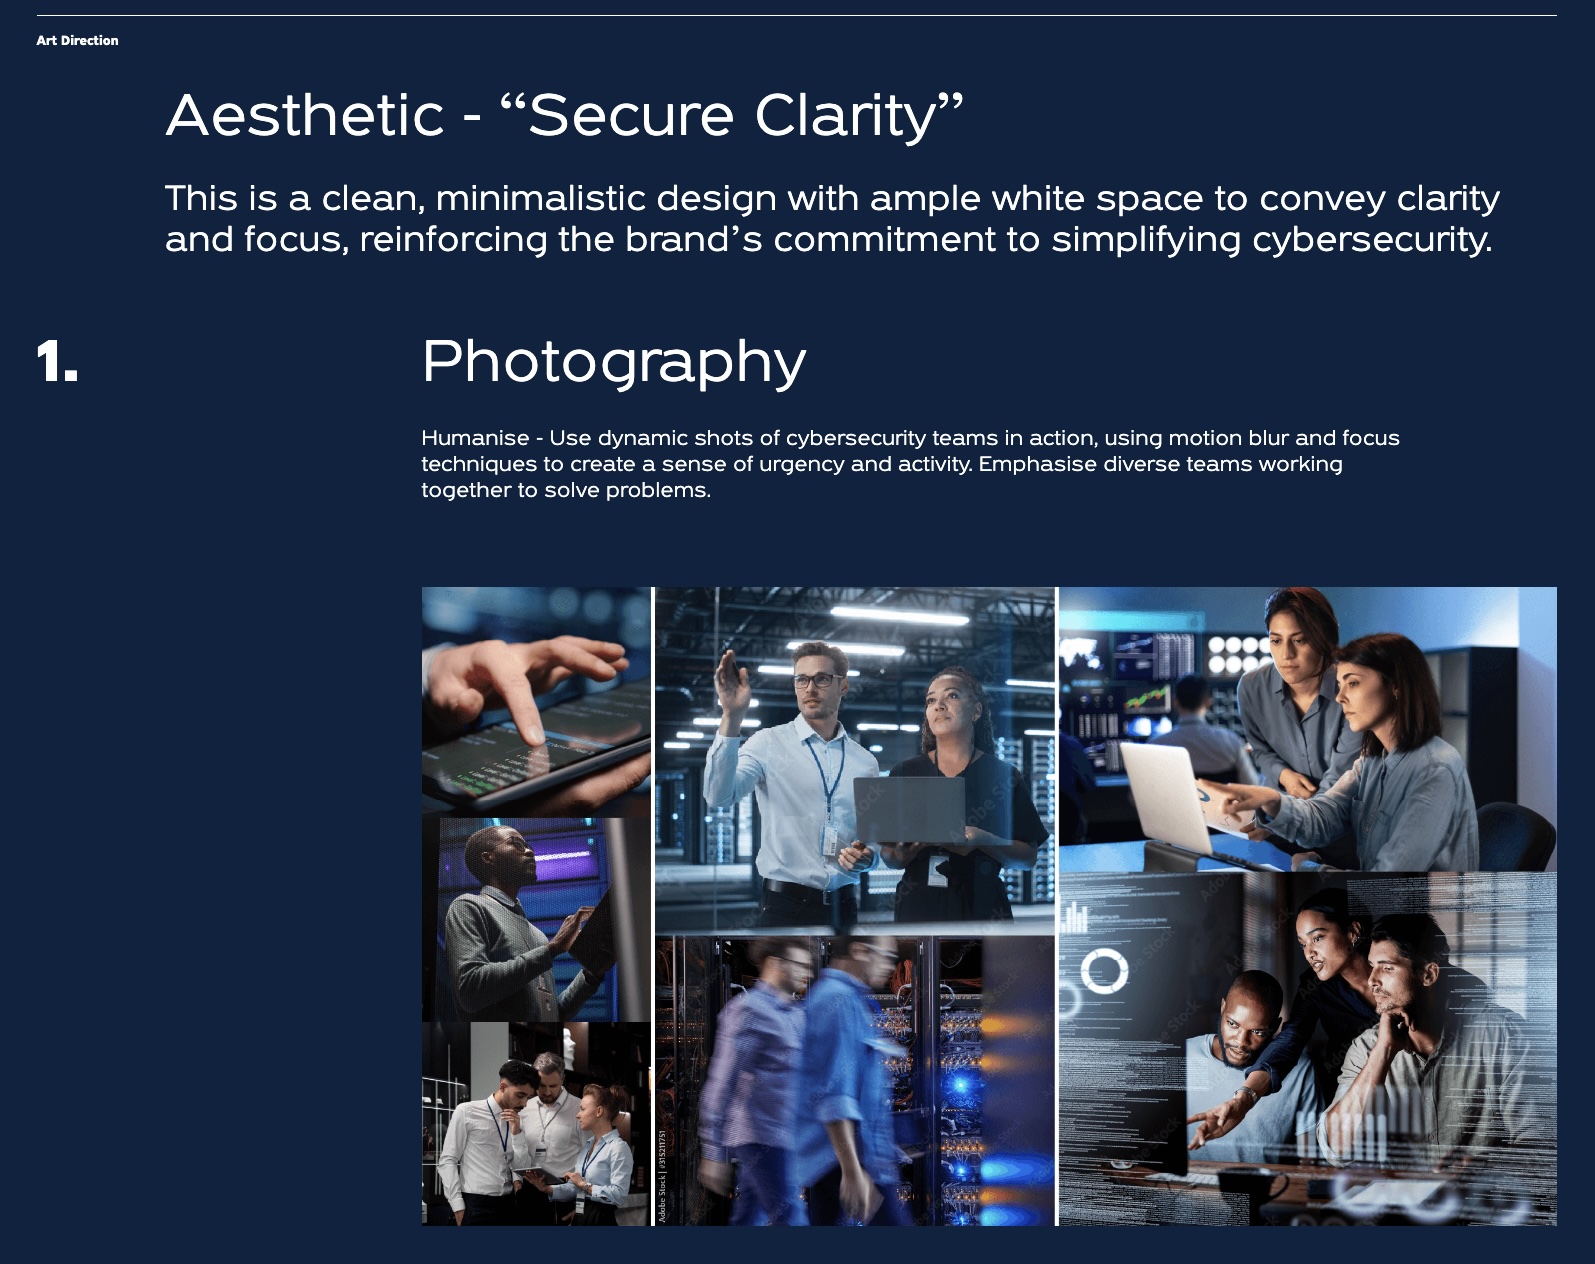 Art Direction
Aesthetic - “Secure Clarity”
This is a clean, minimalistic design with ample white space to convey clarity
and focus, reinforcing the brand’s commitment to simplifying cybersecurity.
1.
Photography
Humanise - Use dynamic shots of cybersecurity teams in action, using motion blur and focus
techniques to create a sense of urgency and activity. Emphasise diverse teams working
together to solve problems.
Adobe Stock | #315211751